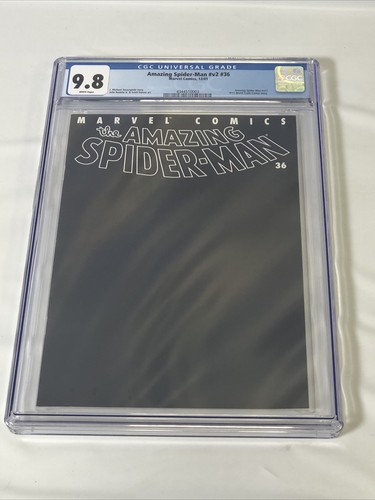 CGC UNIVERSAL GRADE
9.8
WHITE Pages
Amazing Spider-Man #v2 #36
Marvel Comics, 12/01
CGC
MARVEL COMICS
the AMAZING
SPIDER-MAN
36